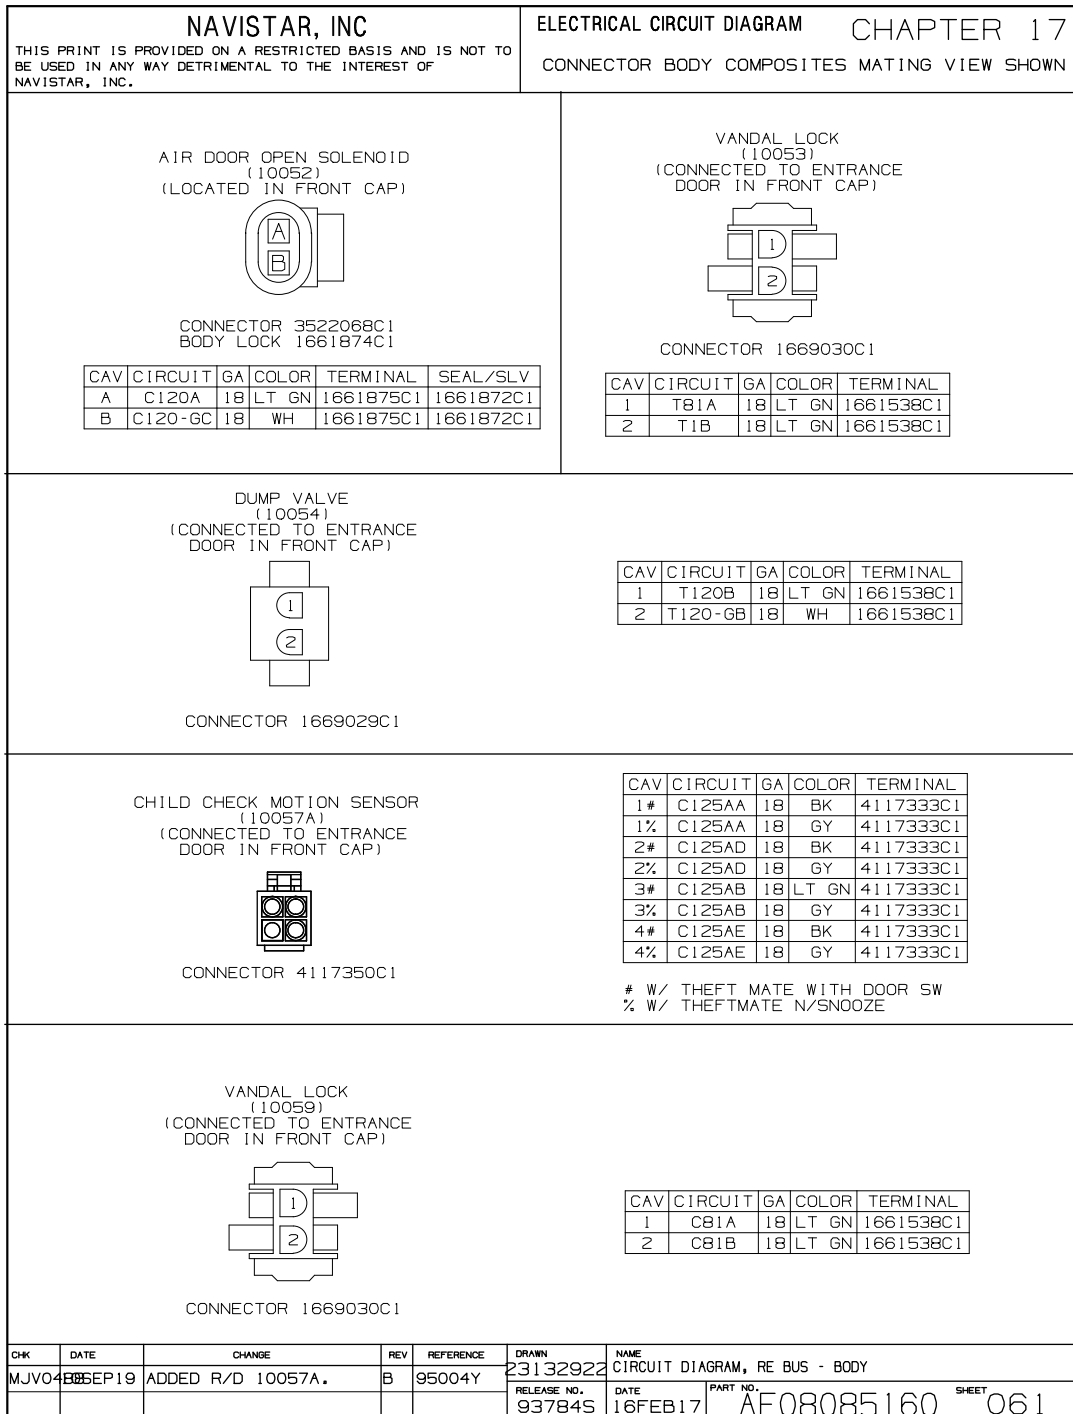 NAVISTAR, INC
THIS PRINT IS PROVIDED ON A RESTRICTED BASIS AND IS NOT TO
BE USED IN ANY WAY DETRIMENTAL TO THE INTEREST OF
NAVISTAR, INC.
ELECTRICAL CIRCUIT DIAGRAM CHAPTER 17
CONNECTOR BODY COMPOSITES MATING VIEW SHOWN
AIR DOOR OPEN SOLENOID
(10052)
(LOCATED IN FRONT CAP)
A
B
CONNECTOR 3522068C1
BODY LOCK 1661874C1
CAV CIRCUIT GA COLOR TERMINAL SEAL/SLV
A C120A 18 LT GN 1661875C1 1661872C1
B C120-GC 18 WH 1661875C1 1661872C1
VANDAL LOCK
(10053)
(CONNECTED TO ENTRANCE
DOOR IN FRONT CAP)
1
2
CONNECTOR 1669030C1
CAV CIRCUIT GA COLOR TERMINAL
1 T81A 18 LT GN 1661538C1
2 T1B 18 LT GN 1661538C1
DUMP VALVE
(10054)
(CONNECTED TO ENTRANCE
DOOR IN FRONT CAP)
1
2
CONNECTOR 1669029C1
CAV CIRCUIT GA COLOR TERMINAL
1 T120B 18 LT GN 1661538C1
2 T120-GB 18 WH 1661538C1
CHILD CHECK MOTION SENSOR
(10057A)
(CONNECTED TO ENTRANCE
DOOR IN FRONT CAP)
CONNECTOR 4117350C1
CAV CIRCUIT GA COLOR TERMINAL
1# C125AA 18 BK 4117333C1
1% C125AA 18 GY 4117333C1
2# C125AD 18 BK 4117333C1
2% C125AD 18 GY 4117333C1
3# C125AB 18 LT GN 4117333C1
3% C125AB 18 GY 4117333C1
4# C125AE 18 BK 4117333C1
4% C125AE 18 GY 4117333C1
# W/ THEFT MATE WITH DOOR SW
% W/ THEFTMATE N/SNOOZE
VANDAL LOCK
(10059)
(CONNECTED TO ENTRANCE
DOOR IN FRONT CAP)
1
2
CONNECTOR 1669030C1
CAV CIRCUIT GA COLOR TERMINAL
1 C81A 18 LT GN 1661538C1
2 C81B 18 LT GN 1661538C1
CHK DATE CHANGE REV REFERENCE
ADDED R/D 10057A. B 95004Y
DRAWN
23132922
NAME
CIRCUIT DIAGRAM, RE BUS - BODY
RELEASE NO.
93784S
DATE
16FEB17
PART NO.
AF08085160
SHEET
061